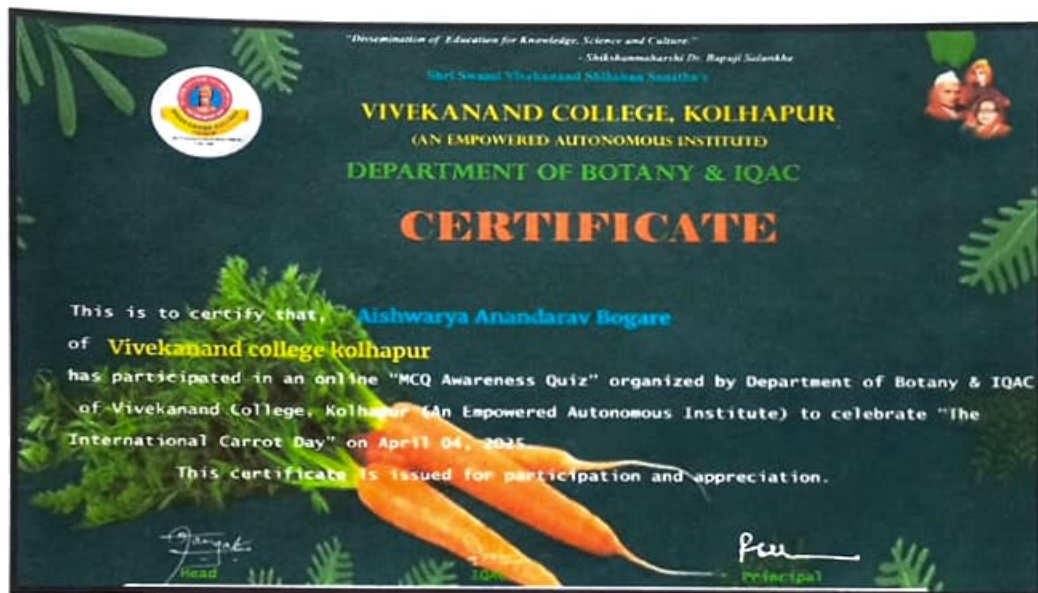 "Dissemination of Education for Knowledge, Science and Culture."
- Shikshanmaharshi Dr. Bapuji Salunkhe
Shri Swami Vivekanand Shikshan Sanstha's
VIVEKANAND COLLEGE, KOLHAPUR
(AN EMPOWERED AUTONOMOUS INSTITUTE)
DEPARTMENT OF BOTANY & IQAC
CERTIFICATE
This is to certify that, Aishwarya Anandarav Bogare
of Vivekanand college kolhapur
has participated in an online "MCQ Awareness Quiz" organized by Department of Botany & IQAC
of Vivekanand College, Kolhapur (An Empowered Autonomous Institute) to celebrate "The
International Carrot Day" on April 04, 2025.
This certificate is issued for participation and appreciation.
Head IQAC Principal